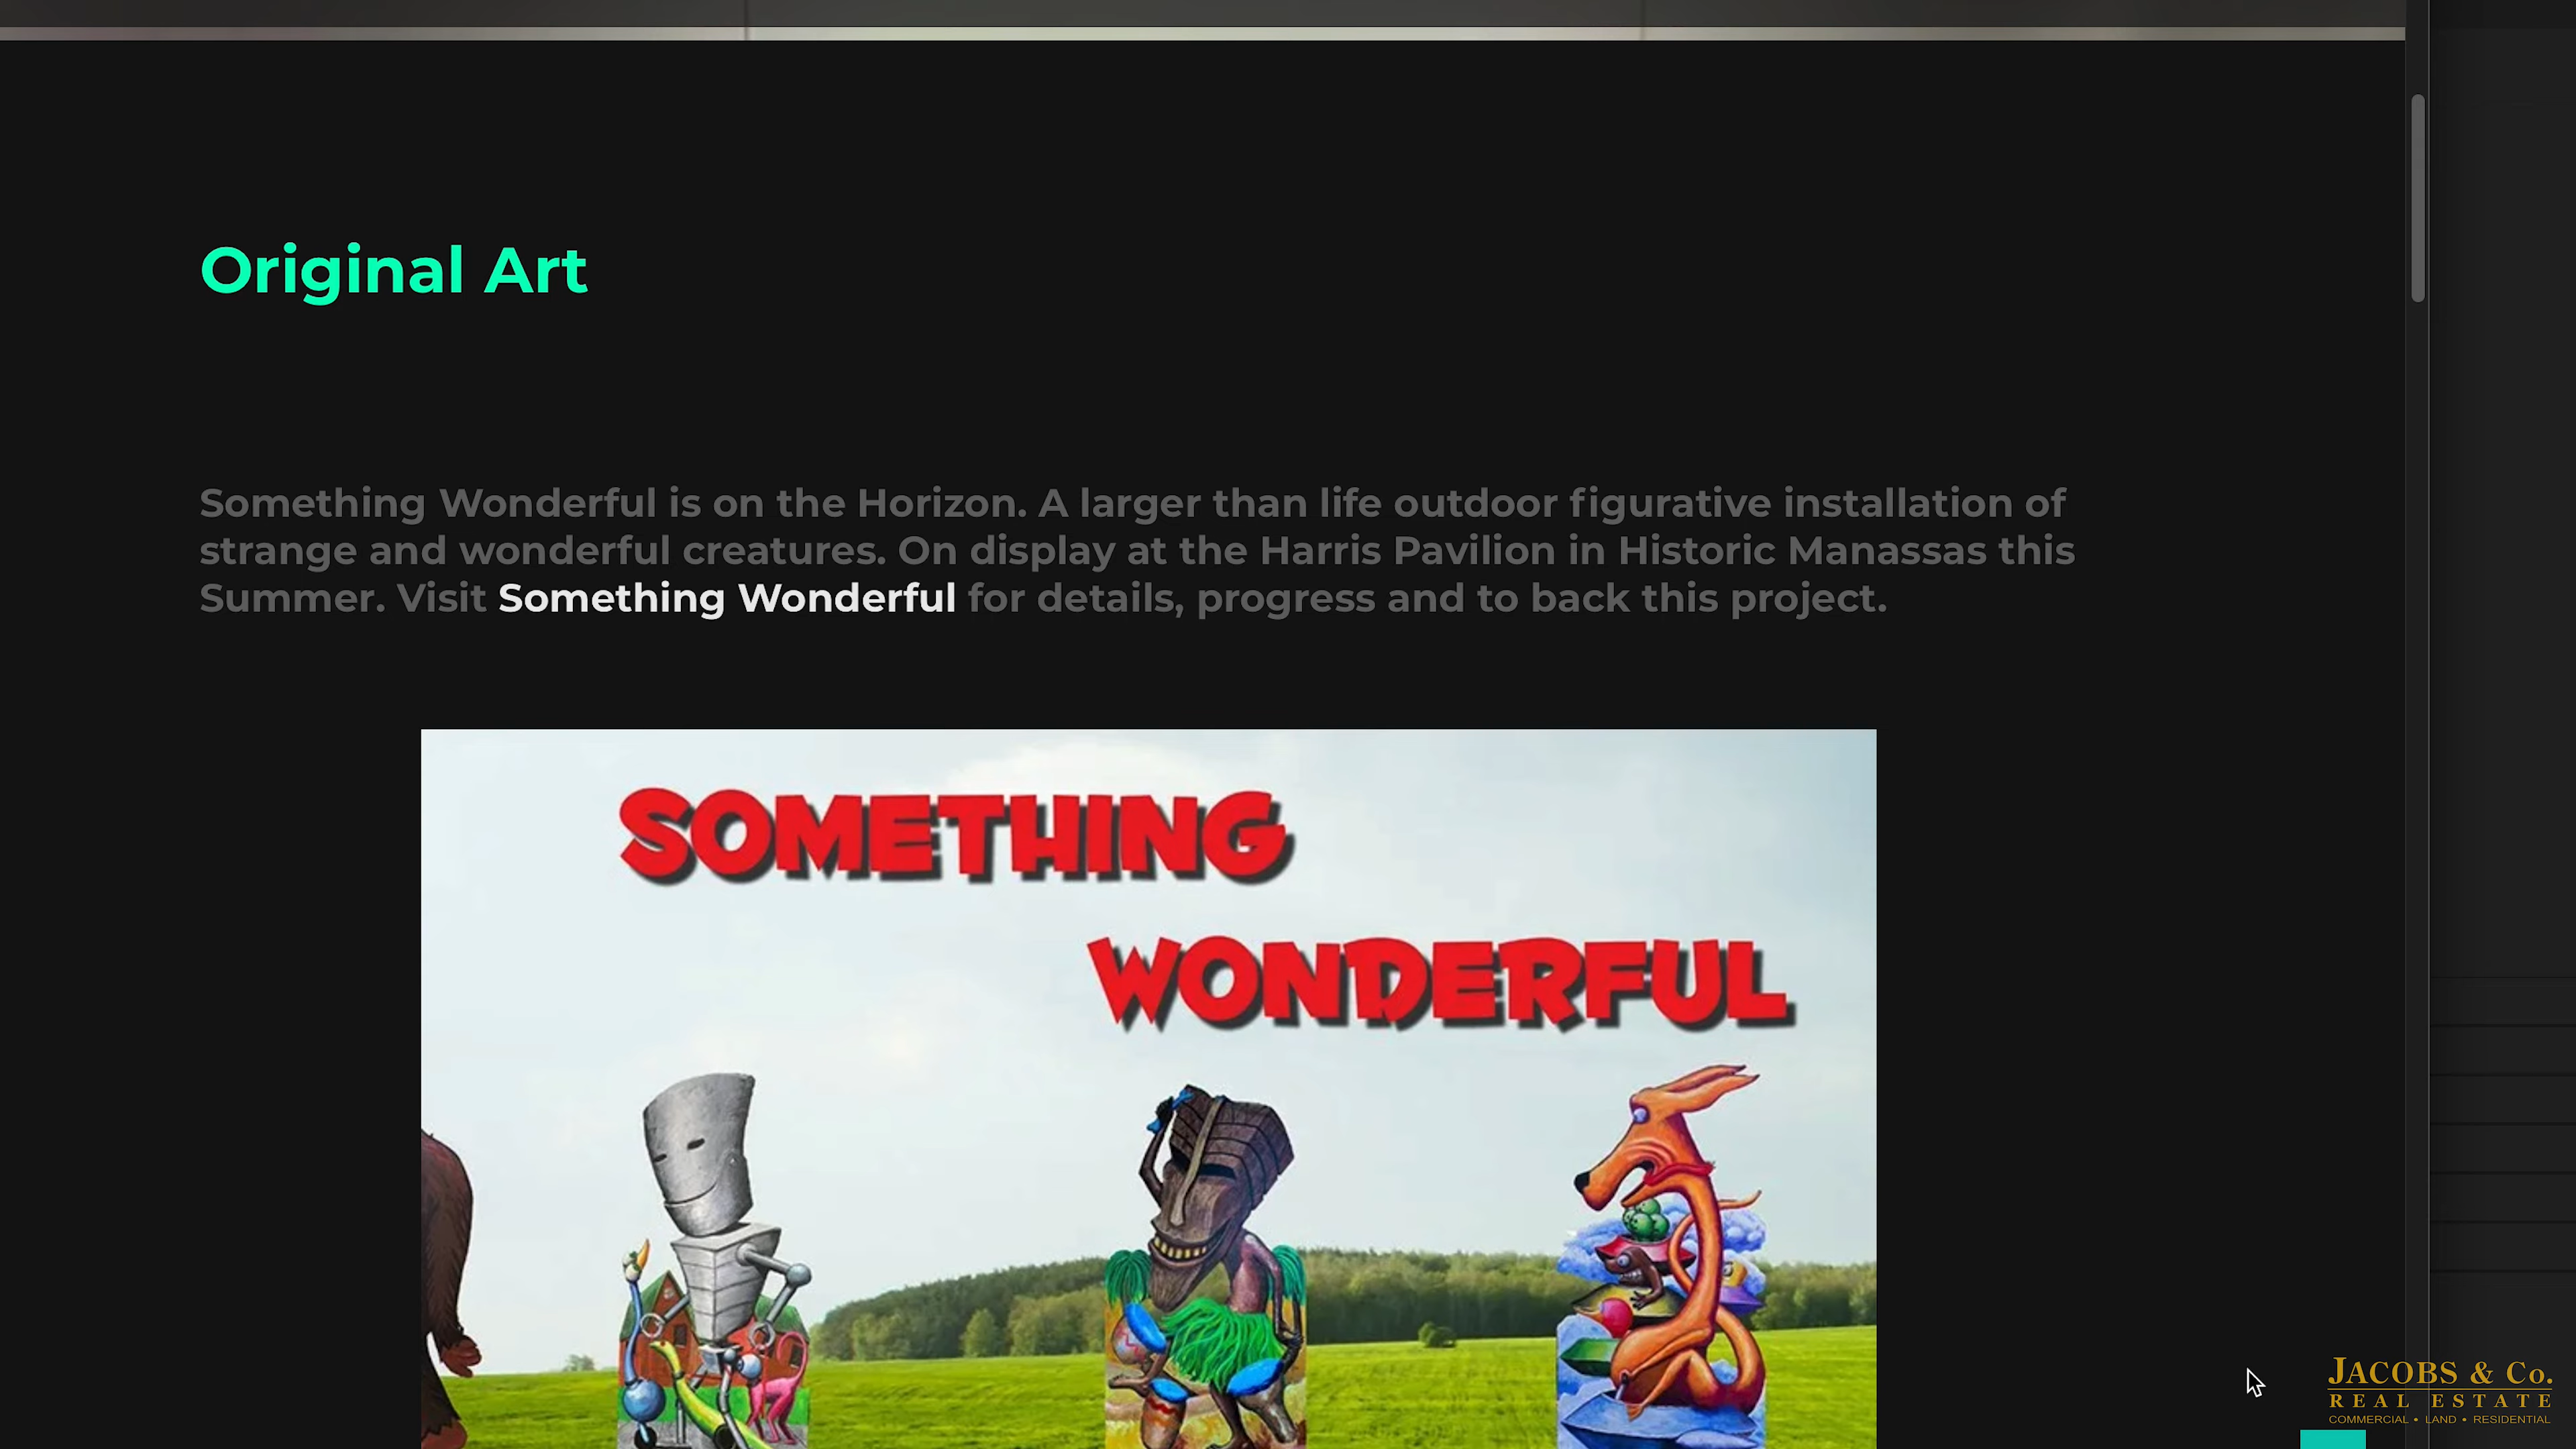 Original Art
Something Wonderful is on the Horizon. A larger than life outdoor figurative installation of
strange and wonderful creatures. On display at the Harris Pavilion in Historic Manassas this
Summer. Visit Something Wonderful for details, progress and to back this project.
SOMETHING
WONDERFUL
JACOBS & Co.
REAL ESTATE
COMMERCIAL • LAND • RESIDENTIAL